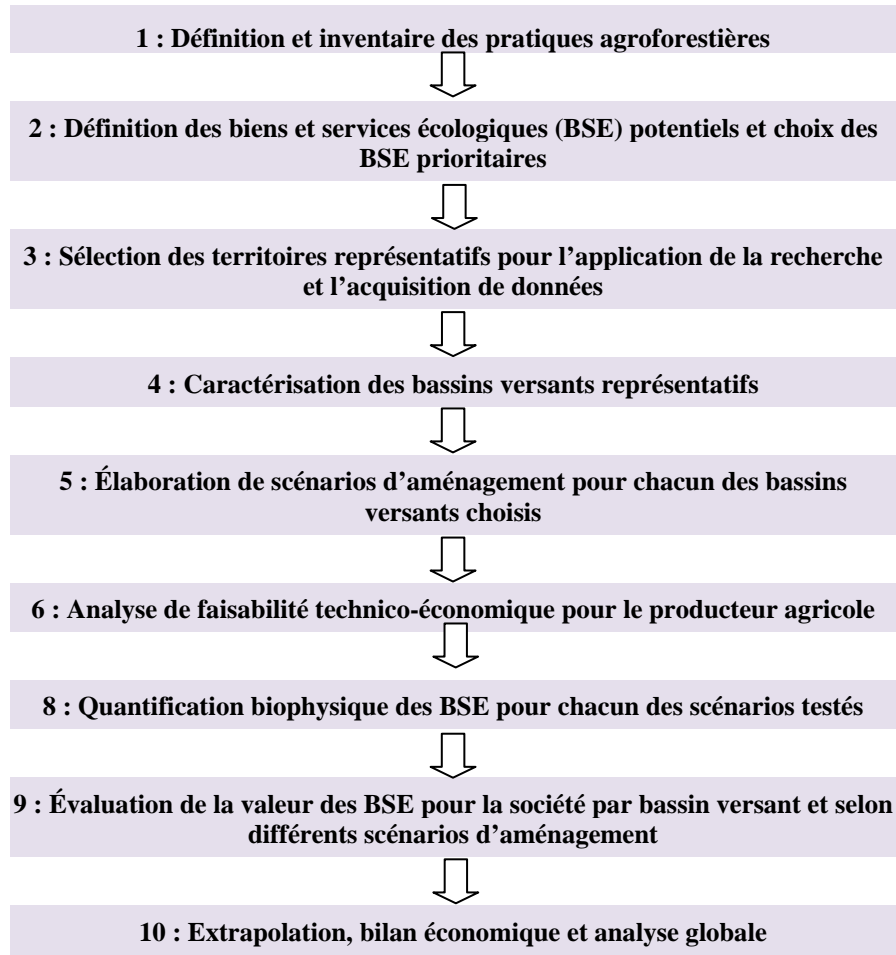 1 : Définition et inventaire des pratiques agroforestières
2 : Définition des biens et services écologiques (BSE) potentiels et choix des
BSE prioritaires
3 : Sélection des territoires représentatifs pour l’application de la recherche
et l’acquisition de données
4 : Caractérisation des bassins versants représentatifs
5 : Élaboration de scénarios d’aménagement pour chacun des bassins
versants choisis
6 : Analyse de faisabilité technico-économique pour le producteur agricole
8 : Quantification biophysique des BSE pour chacun des scénarios testés
9 : Évaluation de la valeur des BSE pour la société par bassin versant et selon
différents scénarios d’aménagement
10 : Extrapolation, bilan économique et analyse globale